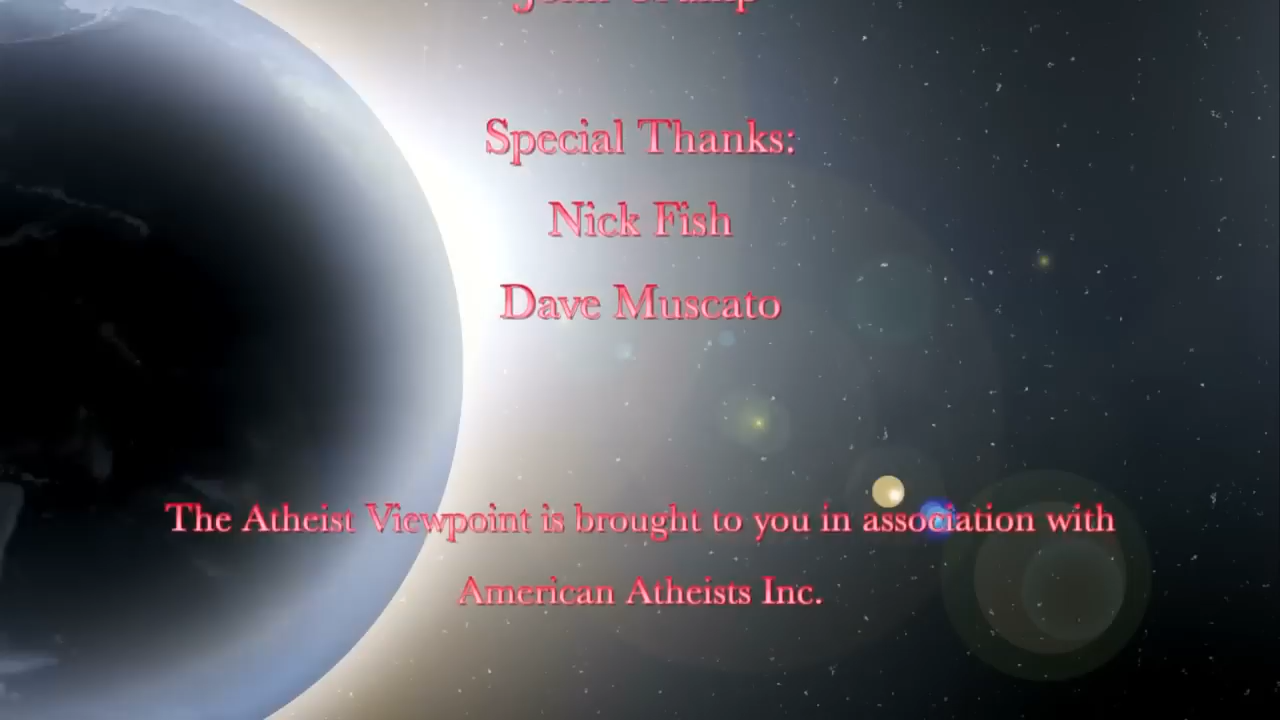 John
Special Thanks:
Nick Fish
Dave Muscato
The Atheist Viewpoint is brought to you in association with
American Atheists Inc.